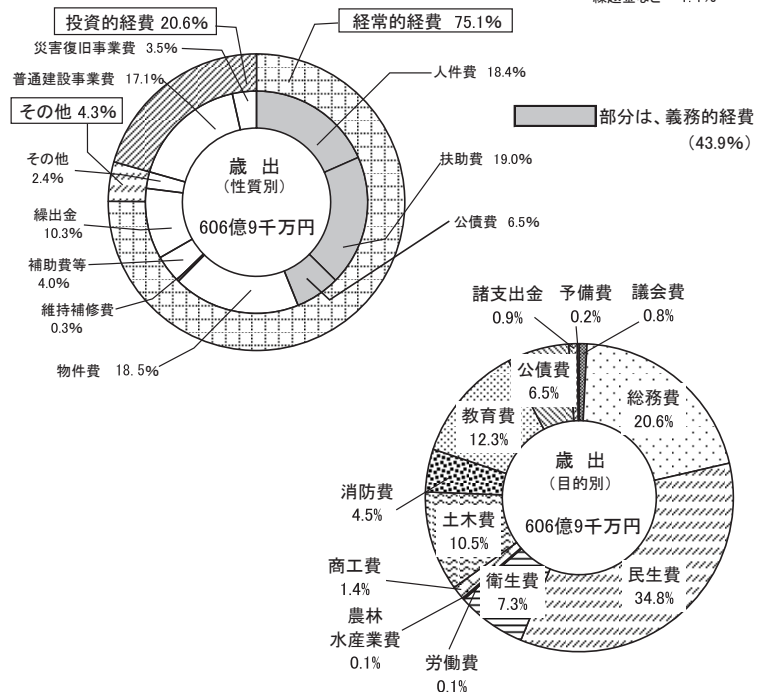 投資的経費 20.6%
経常的経費 75.1%
災害復旧事業費 3.5%
普通建設事業費 17.1%
その他 4.3%
人件費 18.4%
部分は、義務的経費
(43.9%)
その他
2.4%
扶助費 19.0%
歳 出
(性質別)
606億9千万円
繰出金
10.3%
公債費 6.5%
補助費等
4.0%
維持補修費
0.3%
物件費 18.5%
諸支出金
0.9%
予備費
0.2%
議会費
0.8%
公債費
6.5%
総務費
20.6%
教育費
12.3%
歳 出
(目的別)
606億9千万円
消防費
4.5%
土木費
10.5%
民生費
34.8%
商工費
1.4%
衛生費
7.3%
農林
水産業費
0.1%
労働費
0.1%